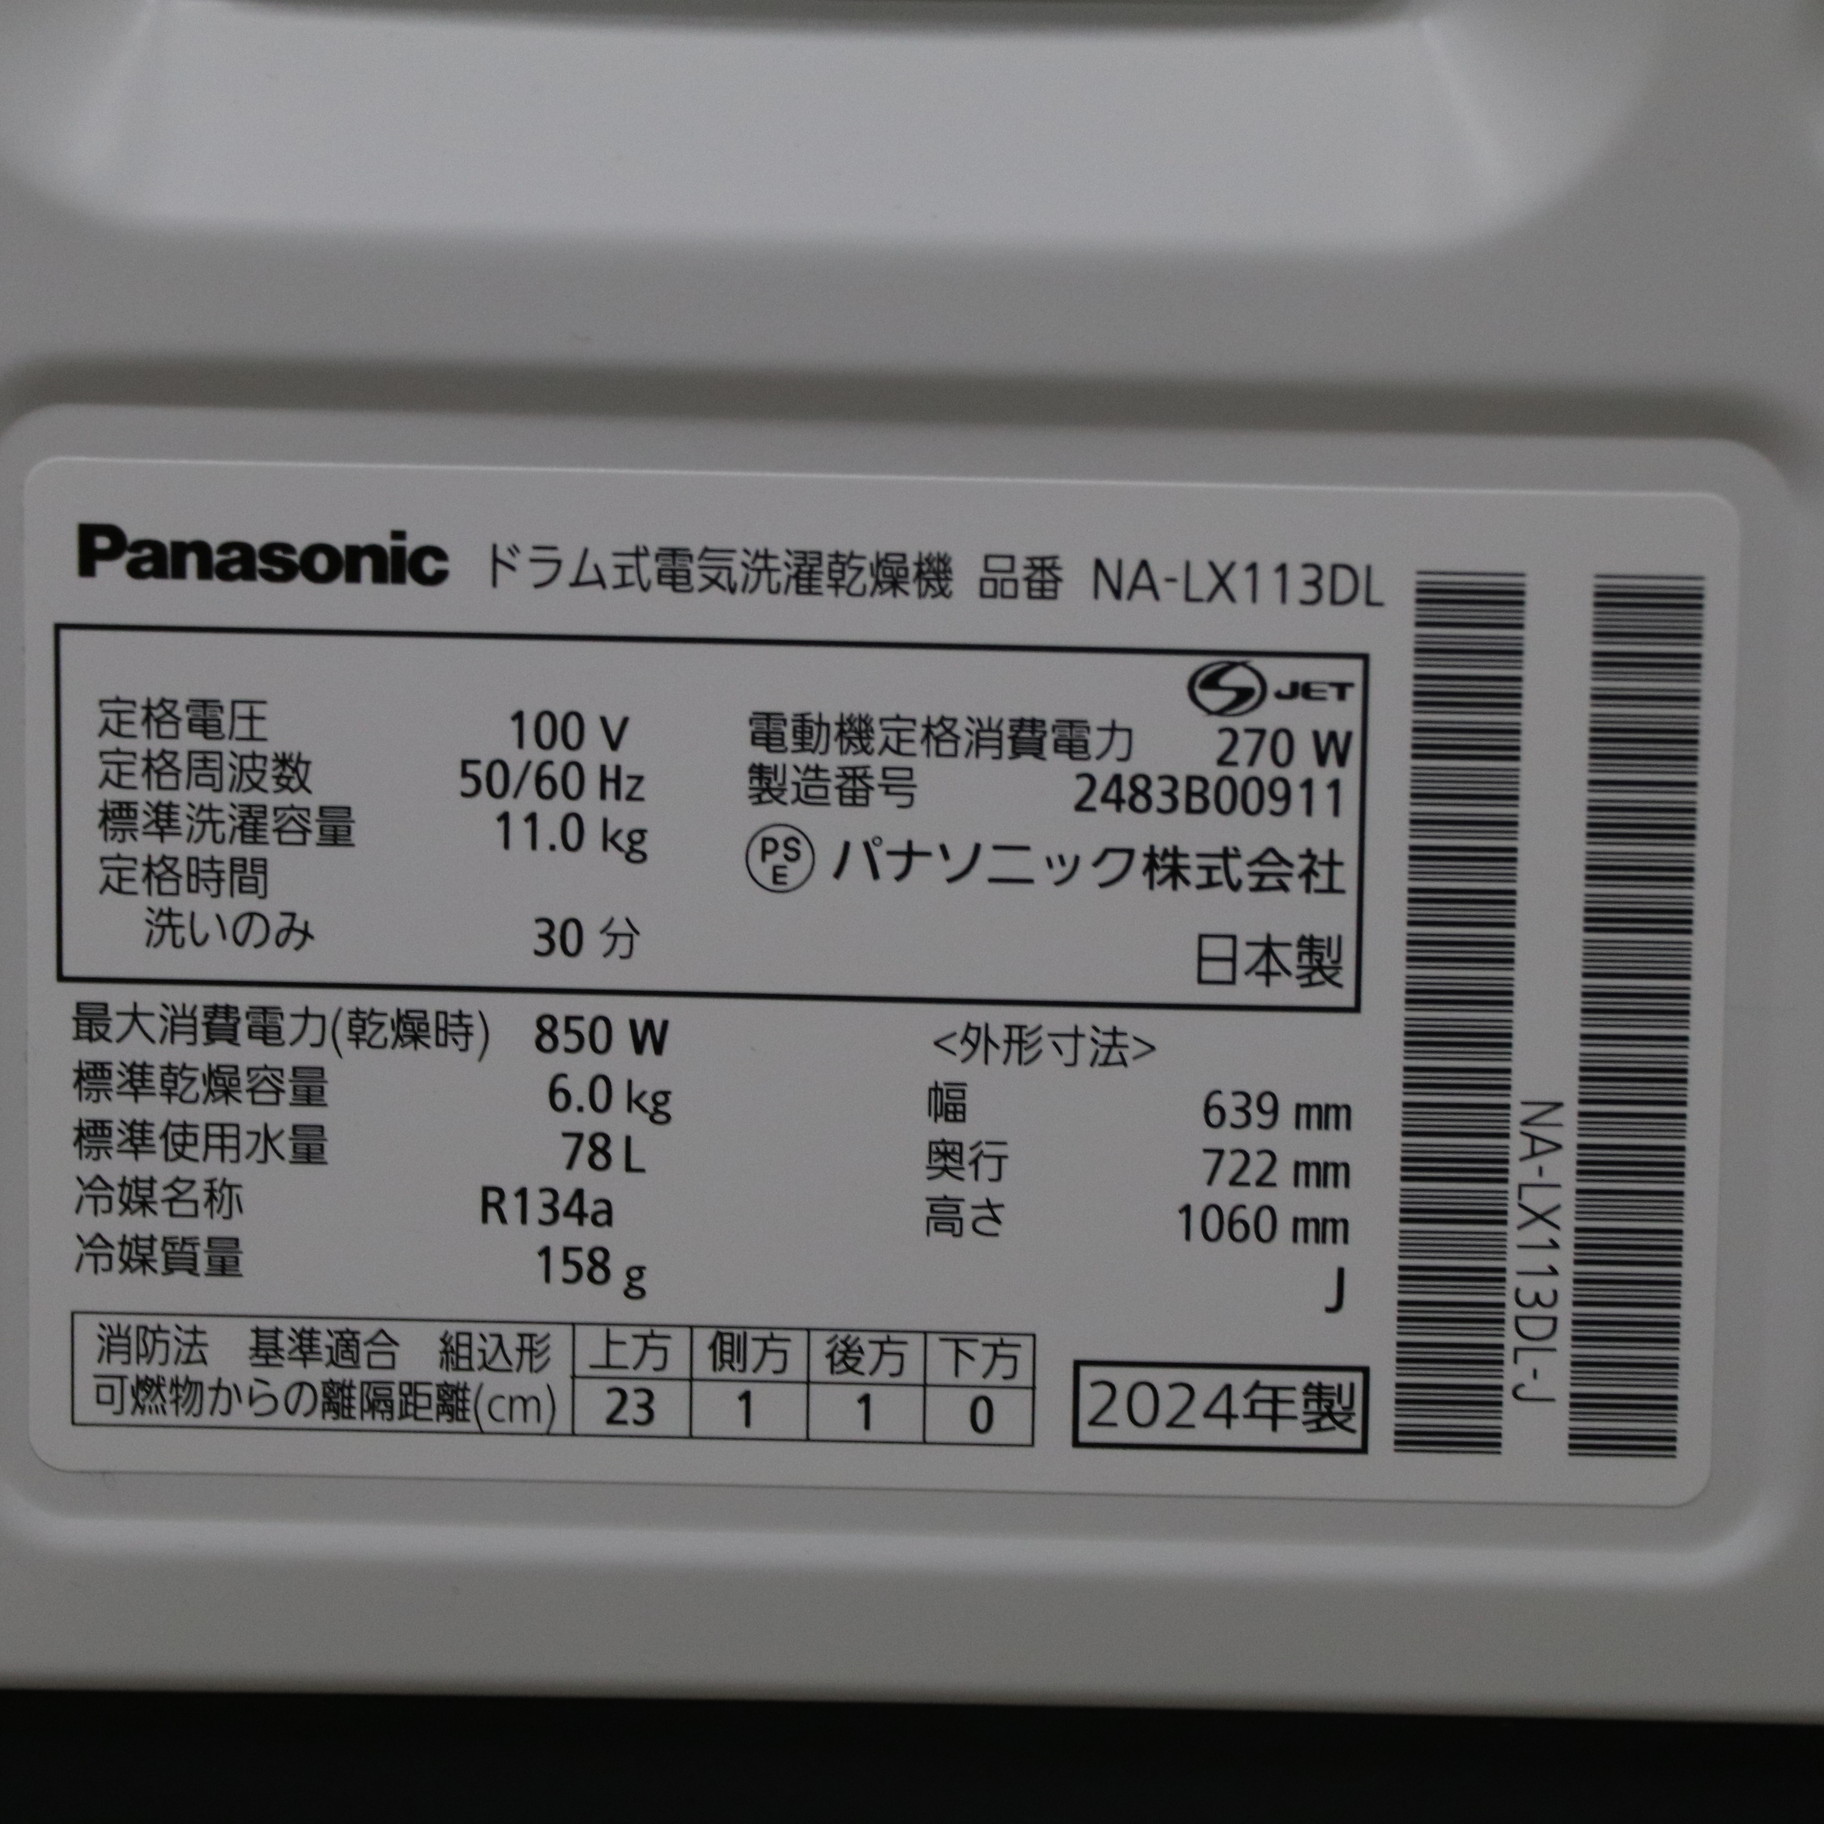 Panasonic ドラム式電気洗濯乾燥機 品番 NA-LX113DL
JET
定格電圧 100 V
定格周波数 50/60 Hz
標準洗濯容量 11.0 kg
定格時間
洗いのみ 30 分
電動機定格消費電力 270 W
製造番号 2483B00911
PSE パナソニック株式会社
日本製
最大消費電力(乾燥時) 850 W
標準乾燥容量 6.0 kg
標準使用水量 78 L
冷媒名称 R134a
冷媒質量 158 g
<外形寸法>
幅 639 mm
奥行 722 mm
高さ 1060 mm
J
消防法 基準適合 組込形 上方 側方 後方 下方
可燃物からの離隔距離(cm) 23 1 1 0
2024年製
NA-LX113DL-J